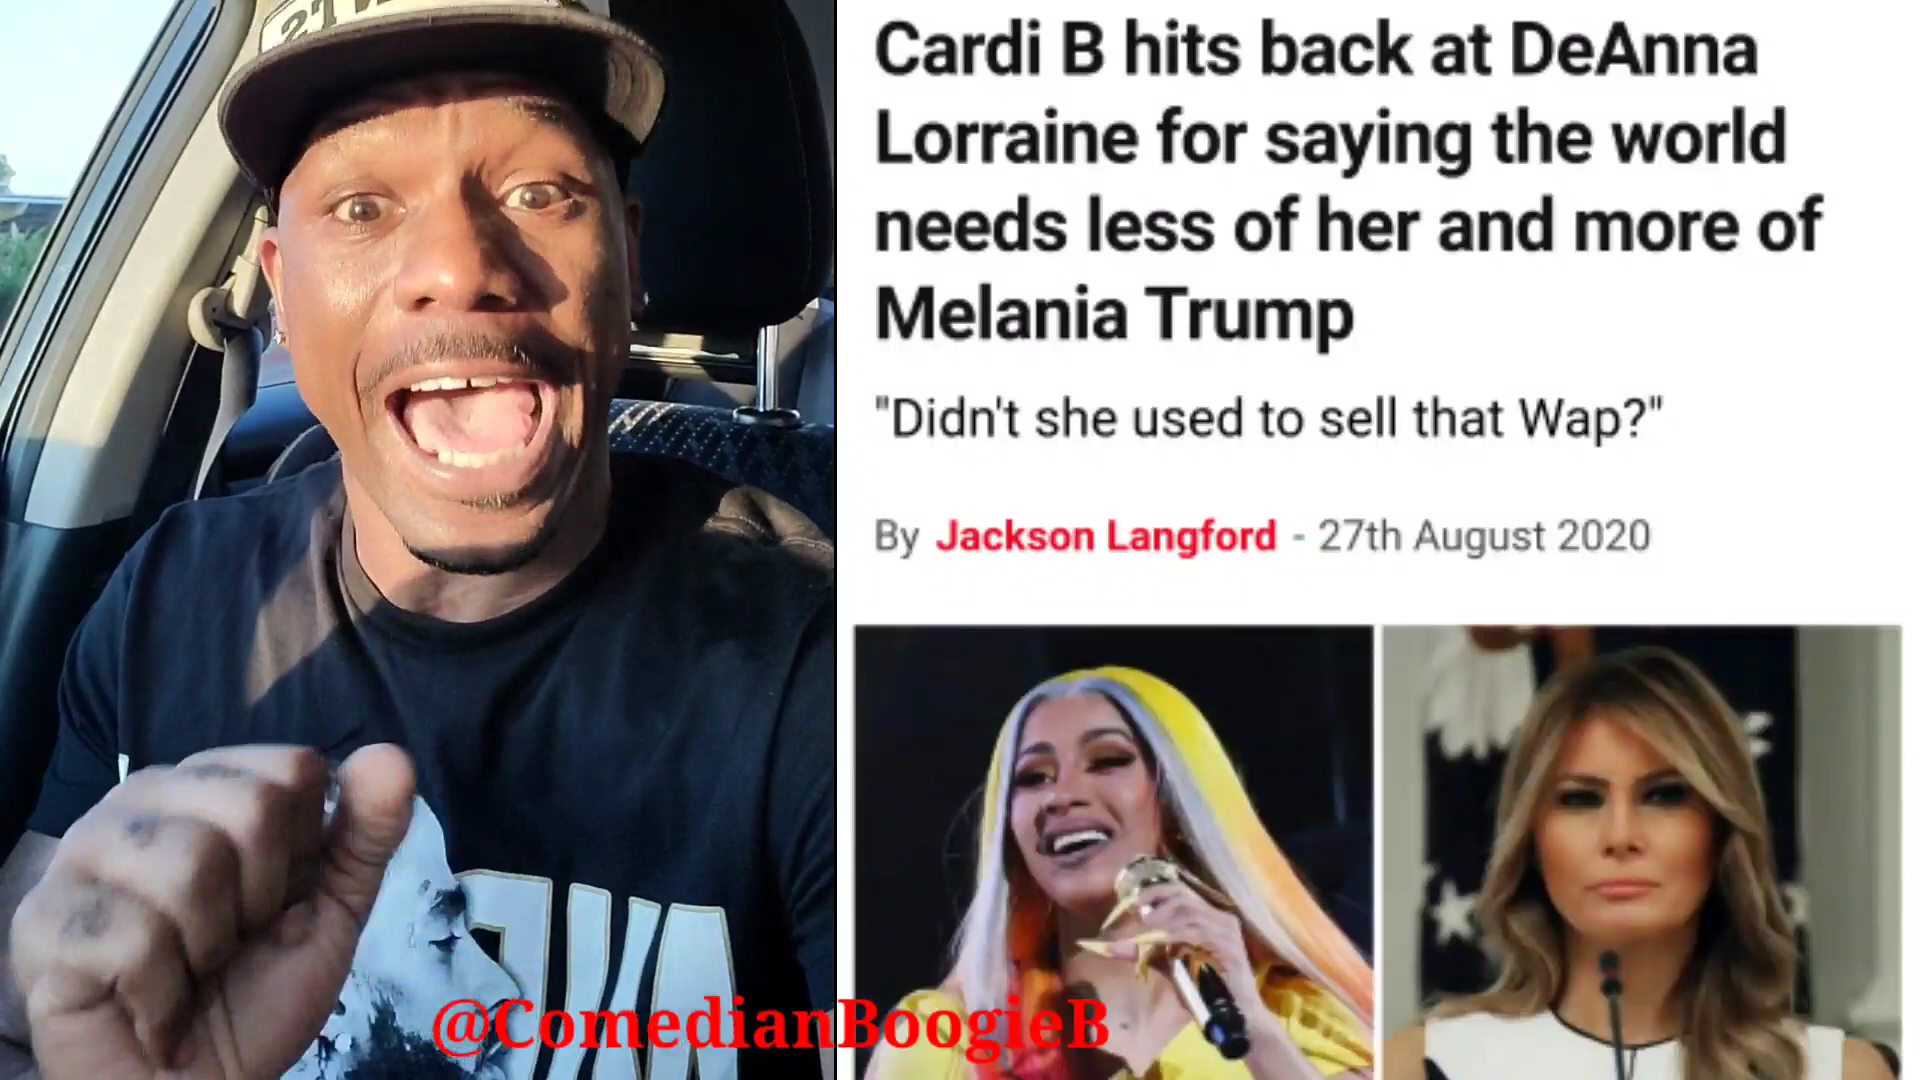 Cardi B hits back at DeAnna
Lorraine for saying the world
needs less of her and more of
Melania Trump
"Didn't she used to sell that Wap?"
By Jackson Langford - 27th August 2020
@ComedianBoogieB